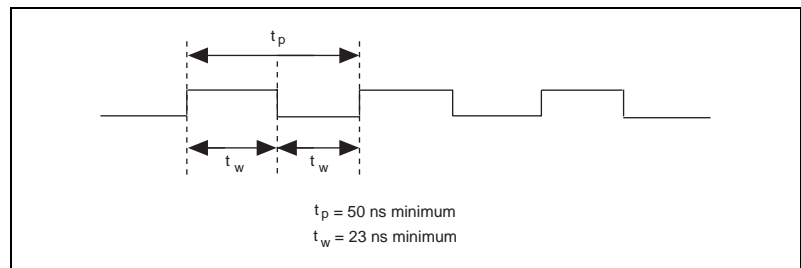 t p
t w t w
t p = 50 ns minimum
t w = 23 ns minimum